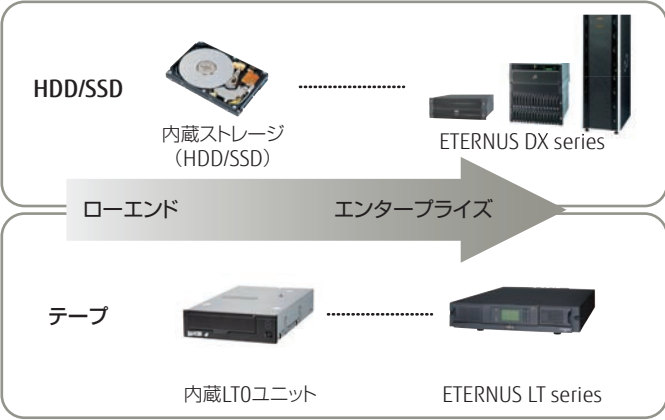 HDD/SSD
内蔵ストレージ
（HDD/SSD）
ETERNUS DX series
ローエンド
エンタープライズ
テープ
内蔵LTOユニット
ETERNUS LT series